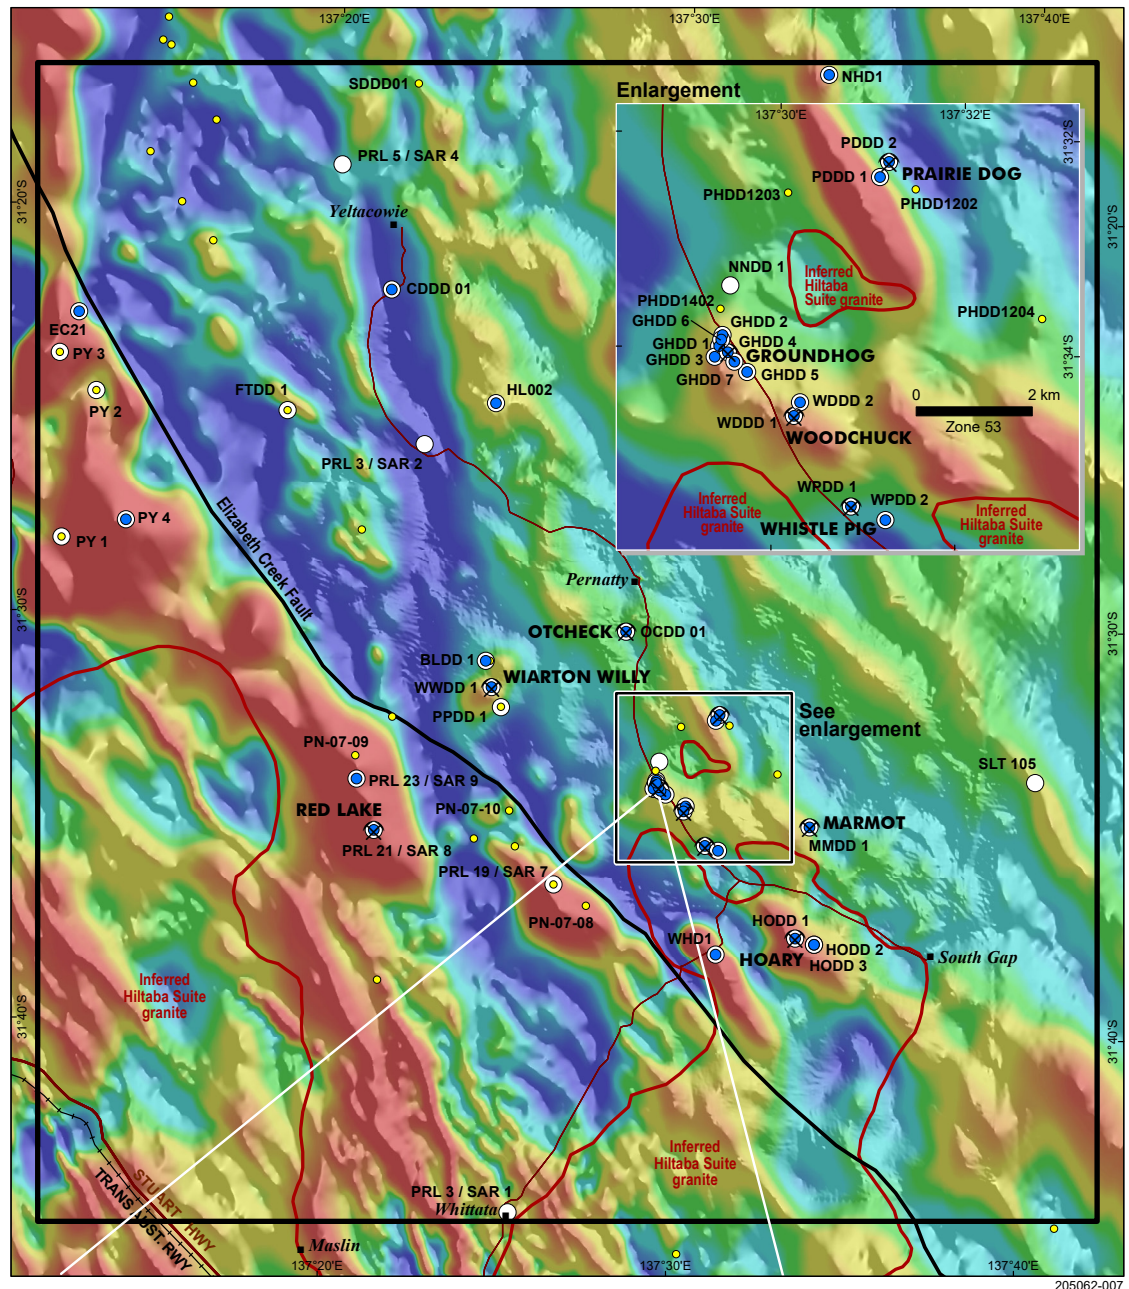 137°20'E
137°30'E
137°40'E
NHD1
SDDD01
Enlargement
137°30'E
137°32'E
31°32'S
PDDD 2
PRL 5 / SAR 4
PRAIRIE DOG
PDDD 1
PHDD1203
PHDD1202
31°20'S
Yeltacowie
31°20'S
NNDD 1
Inferred
Hiltaba
Suite granite
CDDD 01
PHDD1402
PHDD1204
GHDD 6
GHDD 2
EC21
GHDD 1
GHDD 4
PY 3
GHDD 3
GROUNDHOG
31°34'S
GHDD 7
GHDD 5
FTDD 1
HL002
0
2 km
PY 2
WDDD 2
WDDD 1
Zone 53
WOODCHUCK
PRL 3 / SAR 2
WPDD 1
WPDD 2
Inferred
Hiltaba Suite
granite
Inferred
Hiltaba Suite
granite
PY 4
WHISTLE PIG
PY 1
Elizabeth Creek Fault
Pernatty
31°30'S
31°30'S
OTCHECK
OCDD 01
BLDD 1
WIARTON WILLY
WWDD 1
PPDD 1
See
enlargement
PN-07-09
SLT 105
PRL 23 / SAR 9
RED LAKE
PN-07-10
MARMOT
PRL 21 / SAR 8
MMDD 1
PRL 19 / SAR 7
PN-07-08
HODD 1
WHD1
HODD 2
HOARY
HODD 3
South Gap
Inferred
Hiltaba Suite
granite
31°40'S
31°40'S
Inferred
Hiltaba Suite
granite
STUART HWY
TRANS AUST. RWY
PRL 3 / SAR 1
Whittata
Maslin
137°20'E
137°30'E
137°40'E
205062-007